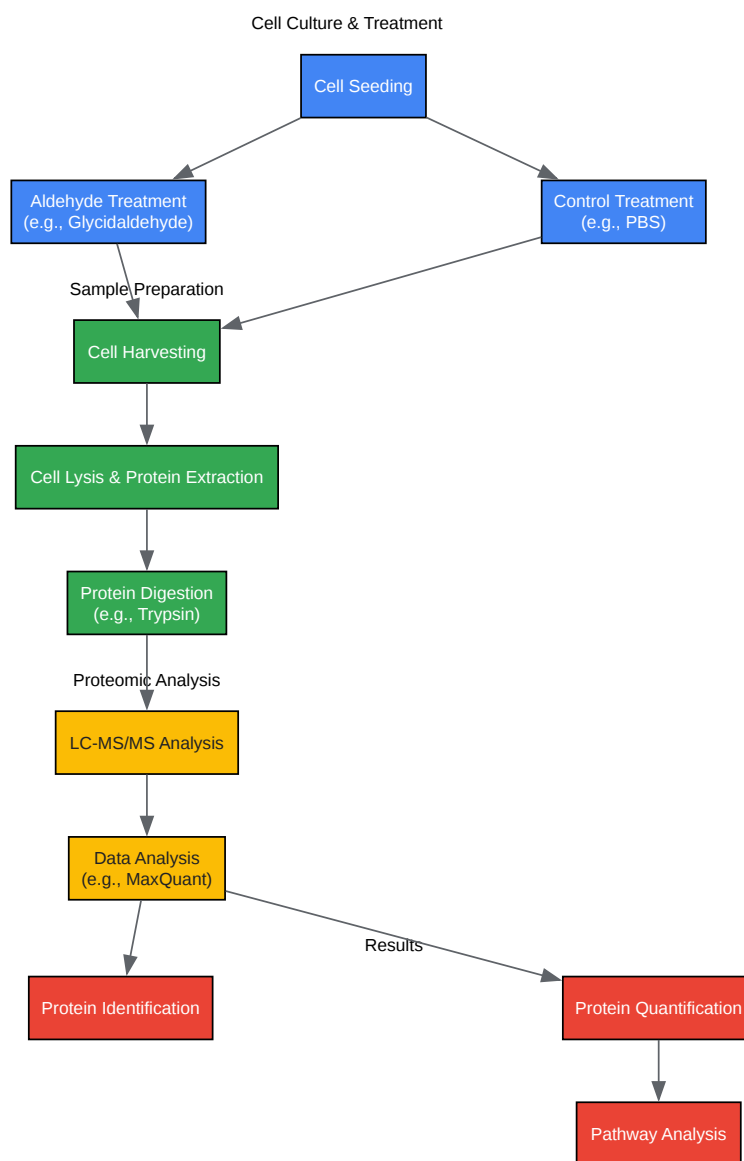 Cell Culture & Treatment
Cell Seeding
Aldehyde Treatment
(e.g., Glycidaldehyde)
Control Treatment
(e.g., PBS)
Sample Preparation
Cell Harvesting
Cell Lysis & Protein Extraction
Protein Digestion
(e.g., Trypsin)
Proteomic Analysis
LC-MS/MS Analysis
Data Analysis
(e.g., MaxQuant)
Results
Protein Identification
Protein Quantification
Pathway Analysis